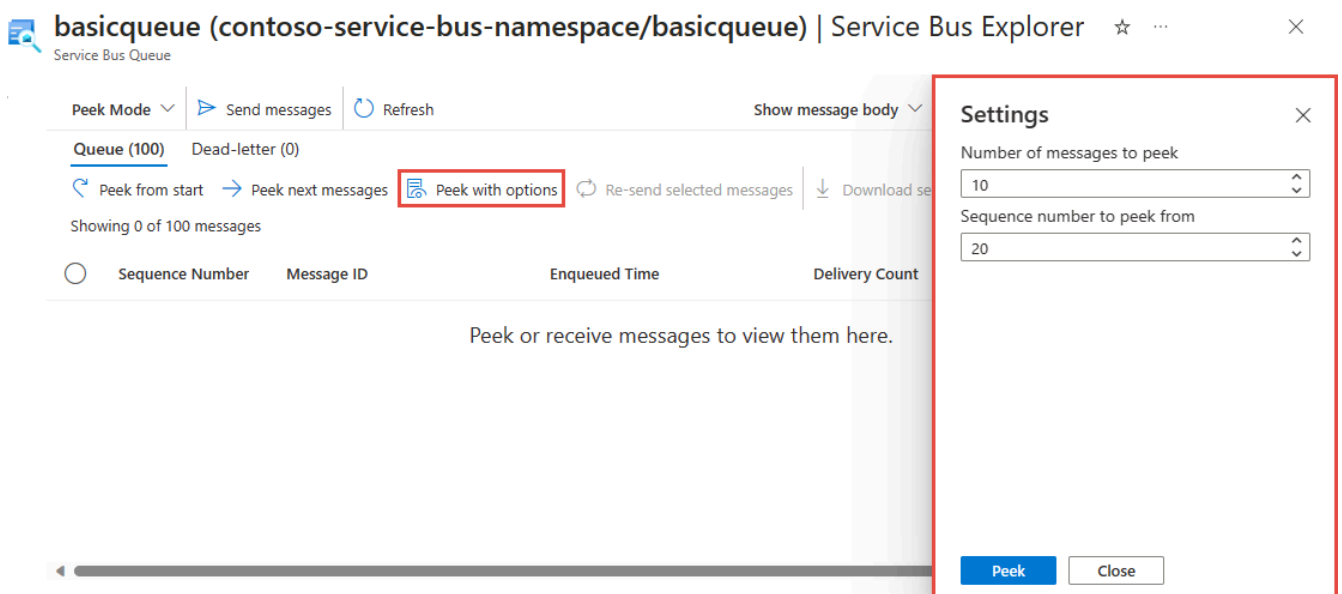 basicqueue (contoso-service-bus-namespace/basicqueue) | Service Bus Explorer
Service Bus Queue
Peek Mode Send messages Refresh Show message body
Queue (100) Dead-letter (0)
Peek from start Peek next messages Peek with options Re-send selected messages Download se
Showing 0 of 100 messages
Sequence Number Message ID Enqueued Time Delivery Count
Peek or receive messages to view them here.
Settings
Number of messages to peek
10
Sequence number to peek from
20
Peek Close